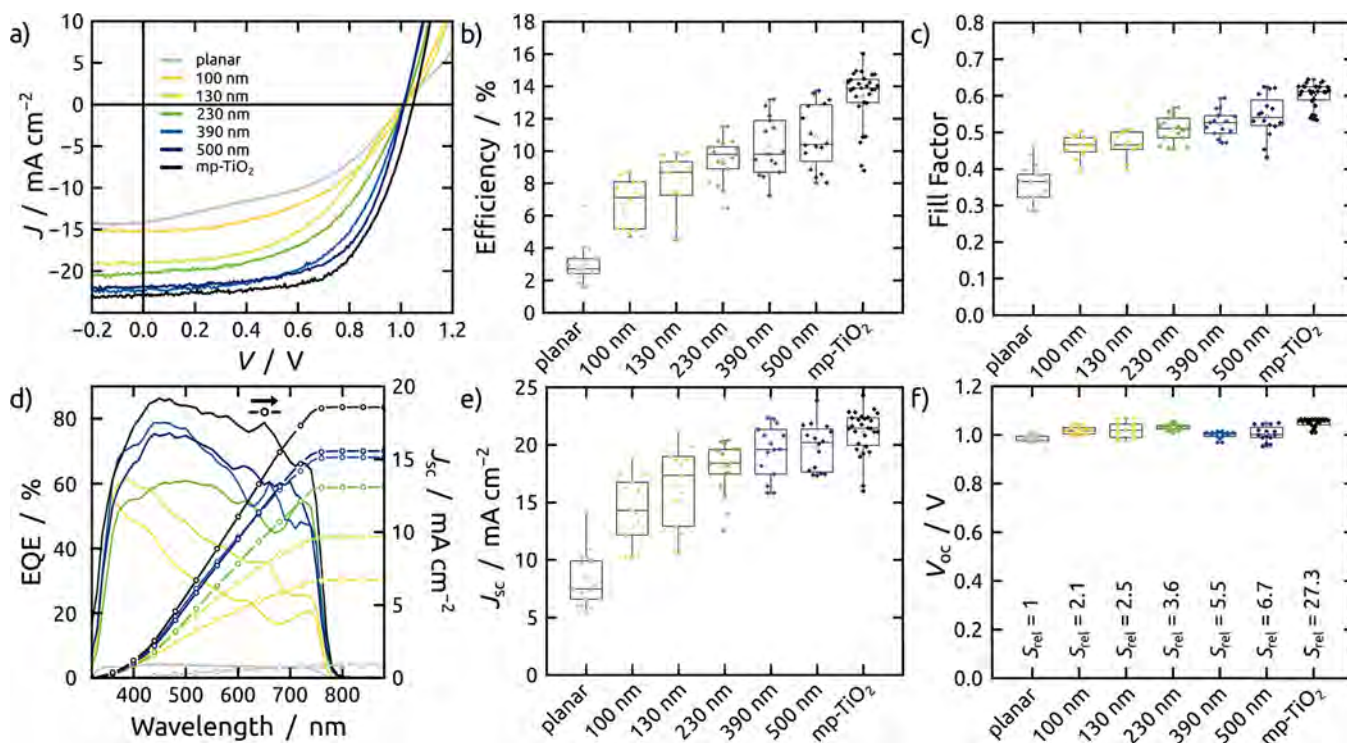 a)
10
5
0
−5
−10
−15
−20
J / mA cm−2
planar
100 nm
130 nm
230 nm
390 nm
500 nm
mp-TiO2
−0.2 0.0 0.2 0.4 0.6 0.8 1.0 1.2
V / V
b)
18
16
14
12
10
8
6
4
2
0
Efficiency / %
planar
100 nm
130 nm
230 nm
390 nm
500 nm
mp-TiO2
c)
0.8
0.7
0.6
0.5
0.4
0.3
0.2
0.1
0.0
Fill Factor
planar
100 nm
130 nm
230 nm
390 nm
500 nm
mp-TiO2
d)
80
60
40
20
0
EQE / %
20
15
10
5
0
Jsc / mA cm−2
400 500 600 700 800
Wavelength / nm
e)
25
20
15
10
5
0
Jsc / mA cm−2
planar
100 nm
130 nm
230 nm
390 nm
500 nm
mp-TiO2
f)
1.2
1.0
0.8
0.6
0.4
0.2
0.0
Voc / V
Srel = 1
Srel = 2.1
Srel = 2.5
Srel = 3.6
Srel = 5.5
Srel = 6.7
Srel = 27.3
planar
100 nm
130 nm
230 nm
390 nm
500 nm
mp-TiO2